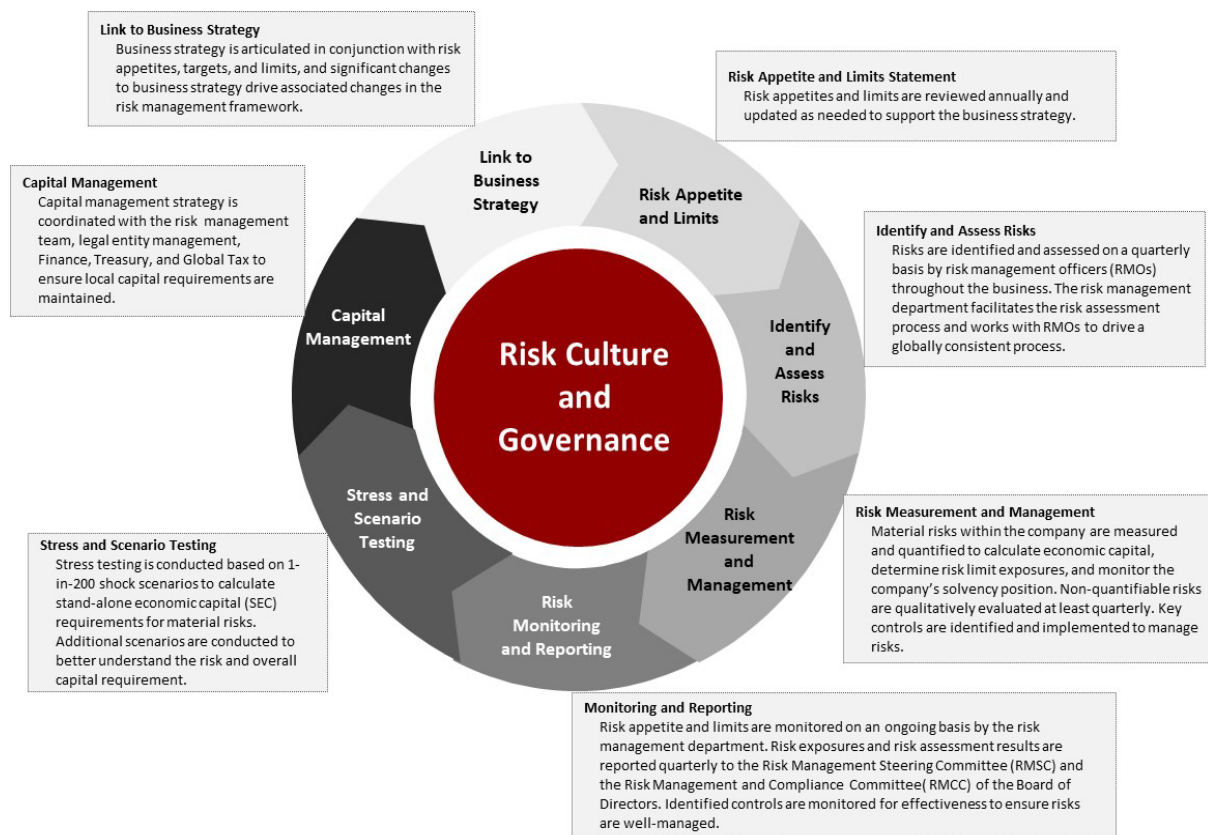 Link to Business Strategy
Business strategy is articulated in conjunction with risk
appetites, targets, and limits, and significant changes
to business strategy drive associated changes in the
risk management framework.
Risk Appetite and Limits Statement
Risk appetites and limits are reviewed annually and
updated as needed to support the business strategy.
Capital Management
Capital management strategy is
coordinated with the risk management
team, legal entity management,
Finance, Treasury, and Global Tax to
ensure local capital requirements are
maintained.
Identify and Assess Risks
Risks are identified and assessed on a quarterly
basis by risk management officers (RMOs)
throughout the business. The risk management
department facilitates the risk assessment
process and works with RMOs to drive a
globally consistent process.
Link to
Business
Strategy
Risk Appetite
and Limits
Identify
and
Assess
Risks
Risk
Measurement
and
Management
Risk
Monitoring
and Reporting
Stress and
Scenario
Testing
Capital
Management
Risk Culture
and
Governance
Stress and Scenario Testing
Stress testing is conducted based on 1-
in-200 shock scenarios to calculate
stand-alone economic capital (SEC)
requirements for material risks.
Additional scenarios are conducted to
better understand the risk and overall
capital requirement.
Risk Measurement and Management
Material risks within the company are measured
and quantified to calculate economic capital,
determine risk limit exposures, and monitor the
company's solvency position. Non-quantifiable risks
are qualitatively evaluated at least quarterly. Key
controls are identified and implemented to manage
risks.
Monitoring and Reporting
Risk appetite and limits are monitored on an ongoing basis by the risk
management department. Risk exposures and risk assessment results are
reported quarterly to the Risk Management Steering Committee (RMSC) and
the Risk Management and Compliance Committee( RMCC) of the Board of
Directors. Identified controls are monitored for effectiveness to ensure risks
are well-managed.